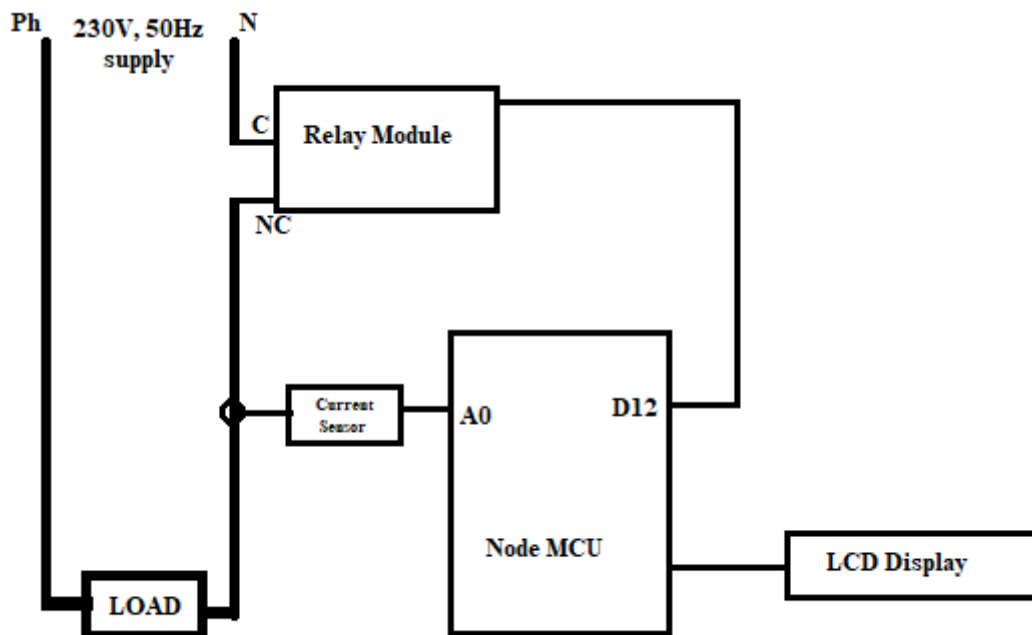 Ph
230V, 50Hz
supply
N
C
Relay Module
NC
Current
Sensor
A0
D12
Node MCU
LCD Display
LOAD